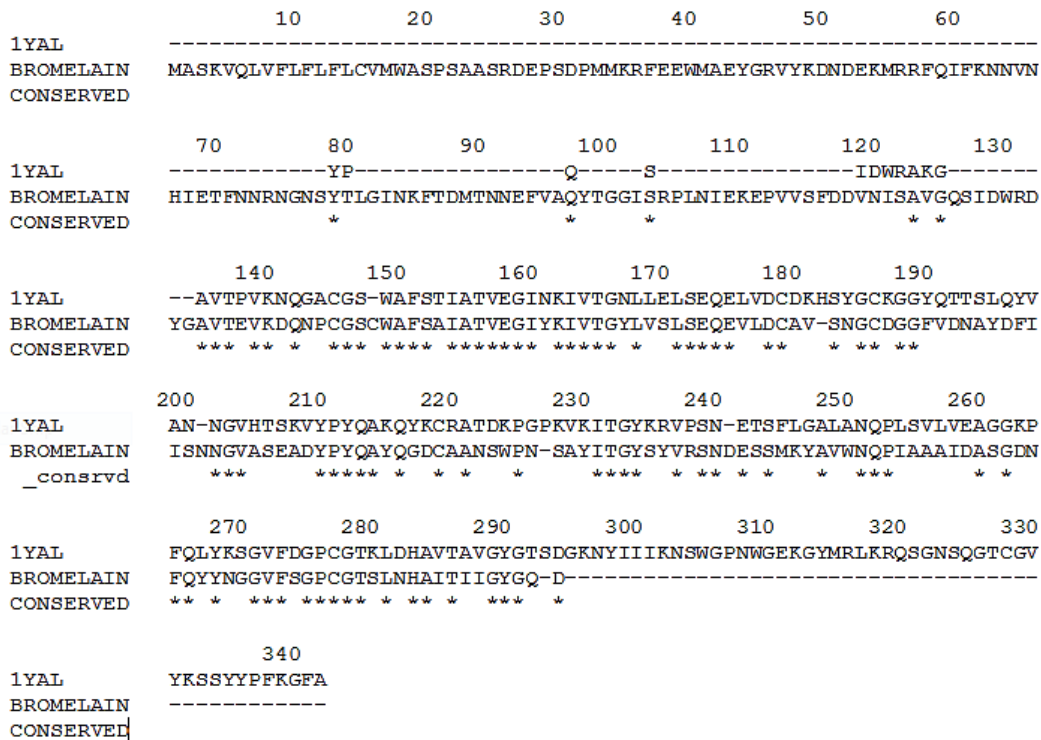 10 20 30 40 50 60
1YAL ------------------------------------------------------------------
BROMELAIN MASKVQLVFLFLFLCVMWASPSAASRDEPSDPMMKRFEEWMAEYGRVYKDNDEKMRRFQIFKNNVN
CONSERVED
70 80 90 100 110 120 130
1YAL ------------YP----------------Q-----S---------------IDWRAKG-------
BROMELAIN HIETFNNRNGNSYTLGINKFTDMTNNEFVAQYTGGISRPLNIEKEPVVSFDDVNISAVGQSIDWRD
CONSERVED * * * * *
140 150 160 170 180 190
1YAL --AVTPVKNQGACGS-WAFSTIATVEGINKIVTGNLLELSEQELVDCDKHSYGCKGGYQTTSLQYV
BROMELAIN YGAVTEVKDQNPCGSCWAFSAIATVEGIYKIVTGYLVSLSEQEVLDCAV-SNGCDGGFVDNAYDFI
CONSERVED *** ** * *** **** ******* ***** * ***** ** * ** **
200 210 220 230 240 250 260
1YAL AN-NGVHTSKVYPYQAKQYKCRATDKPGPKVKITGYKRVPSN-ETSFLGALANQPLSVLVEAGGKP
BROMELAIN ISNNGVASEADYPYQAYQGDCAANSWPN-SAYITGYSYVRSNDESSMKYAVWNQPIAAAIDASGDN
_consrvd *** ***** * * * * **** * ** * * * *** * *
270 280 290 300 310 320 330
1YAL FQLYKSGVFDGPCGTKLDHAVTAVGYGTSDGKNYIIIKNSWGPNWGEKGYMRLKRQSGNSQGTCGV
BROMELAIN FQYYNGGVFSGPCGTSLNHAITIIGYGQ-D------------------------------------
CONSERVED ** * *** ***** * ** * *** *
340
1YAL YKSSYYPFKGFA
BROMELAIN ------------
CONSERVED